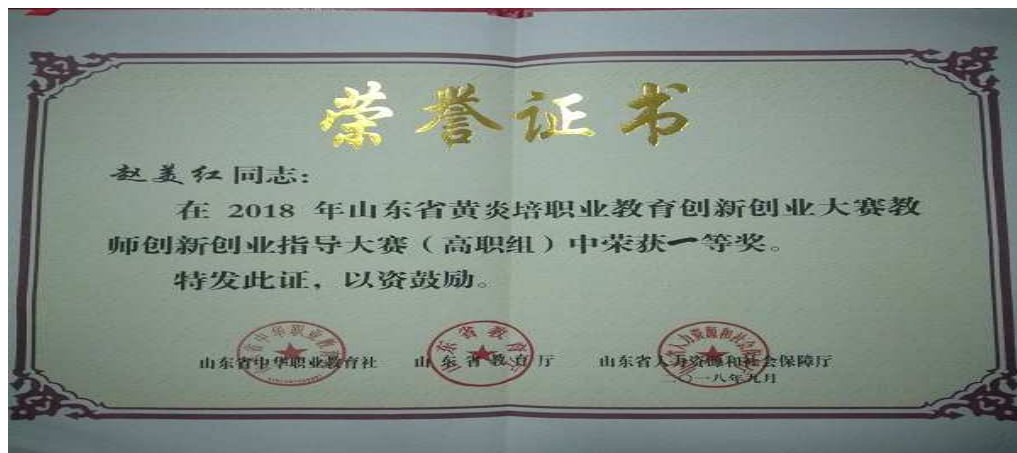 荣誉证书
赵美红同志：
在 2018 年山东省黄炎培职业教育创新创业大赛教
师创新创业指导大赛（高职组）中荣获一等奖。
特发此证，以资鼓励。
山东省中华职业教育社 山东省教育厅 山东省人力资源和社会保障厅
二〇一八年九月